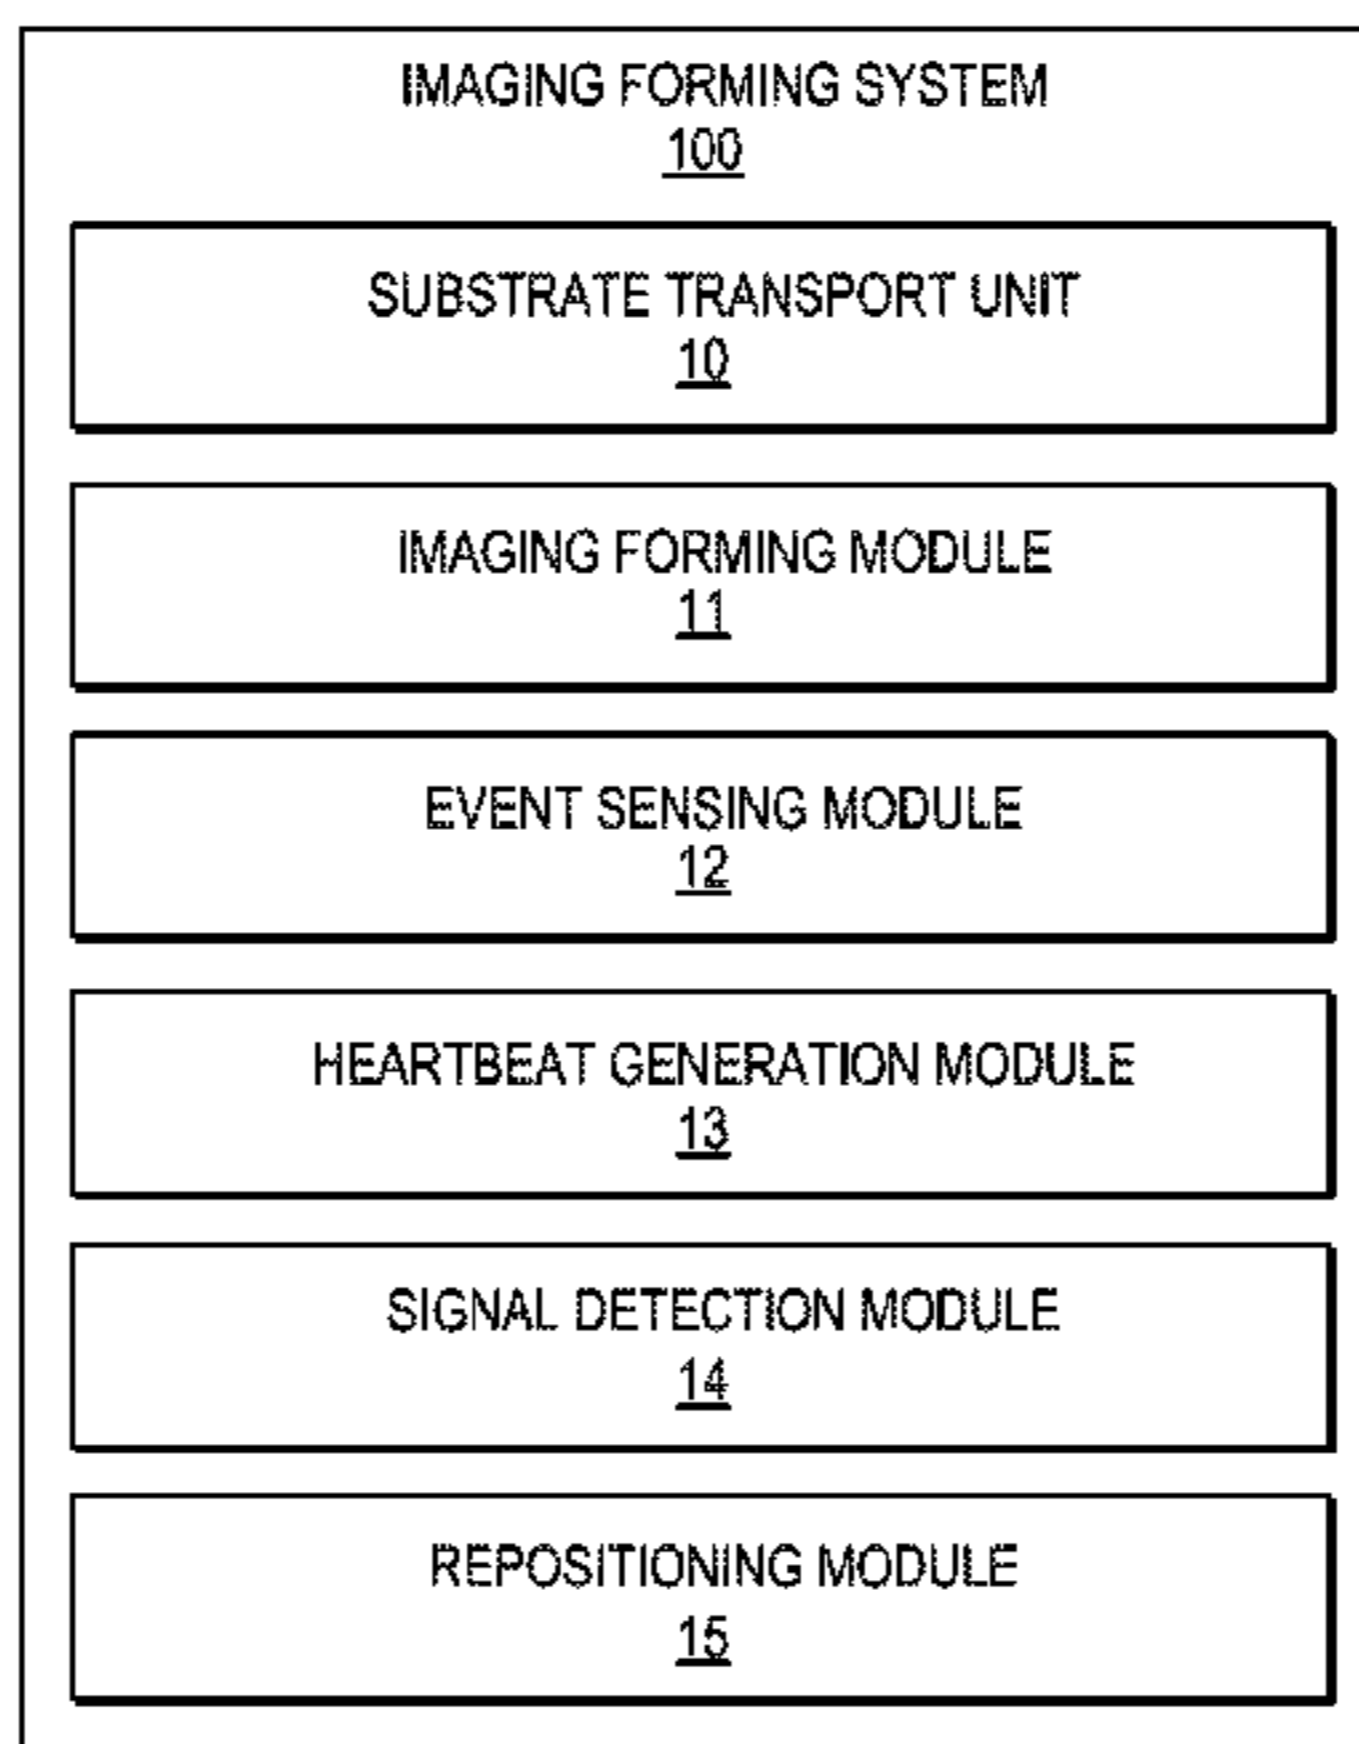 IMAGING FORMING SYSTEM
100
SUBSTRATE TRANSPORT UNIT
10
IMAGING FORMING MODULE
11
EVENT SENSING MODULE
12
HEARTBEAT GENERATION MODULE
13
SIGNAL DETECTION MODULE
14
REPOSITIONING MODULE
15